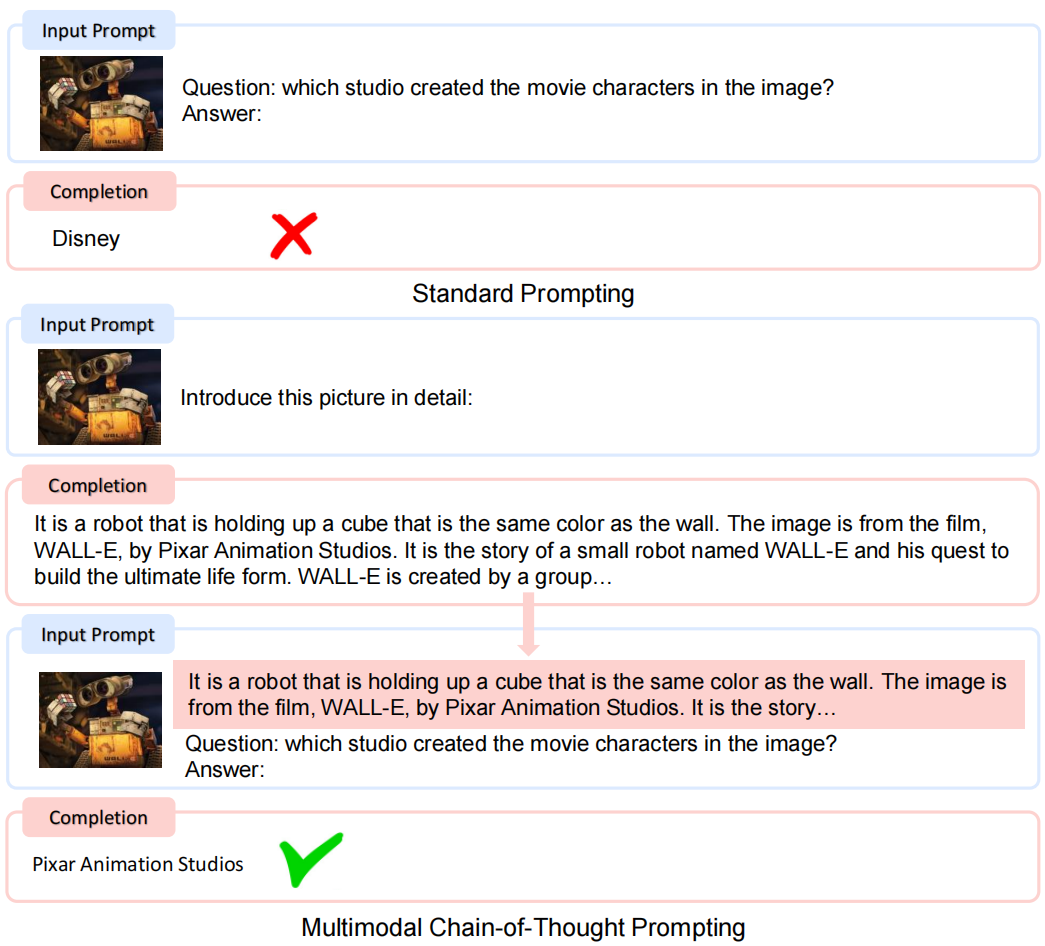 Input Prompt
Question: which studio created the movie characters in the image?
Answer:
Completion
Disney
Standard Prompting
Input Prompt
Introduce this picture in detail:
Completion
It is a robot that is holding up a cube that is the same color as the wall. The image is from the film,
WALL-E, by Pixar Animation Studios. It is the story of a small robot named WALL-E and his quest to
build the ultimate life form. WALL-E is created by a group…
Input Prompt
It is a robot that is holding up a cube that is the same color as the wall. The image is
from the film, WALL-E, by Pixar Animation Studios. It is the story…
Question: which studio created the movie characters in the image?
Answer:
Completion
Pixar Animation Studios
Multimodal Chain-of-Thought Prompting